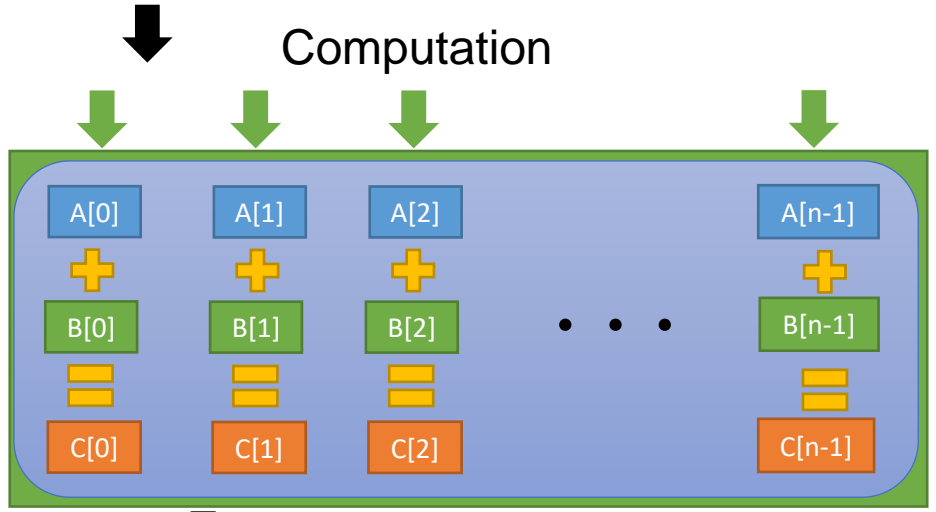 Computation
A[0] A[1] A[2] A[n-1]
B[0] B[1] B[2] • • • B[n-1]
C[0] C[1] C[2] C[n-1]